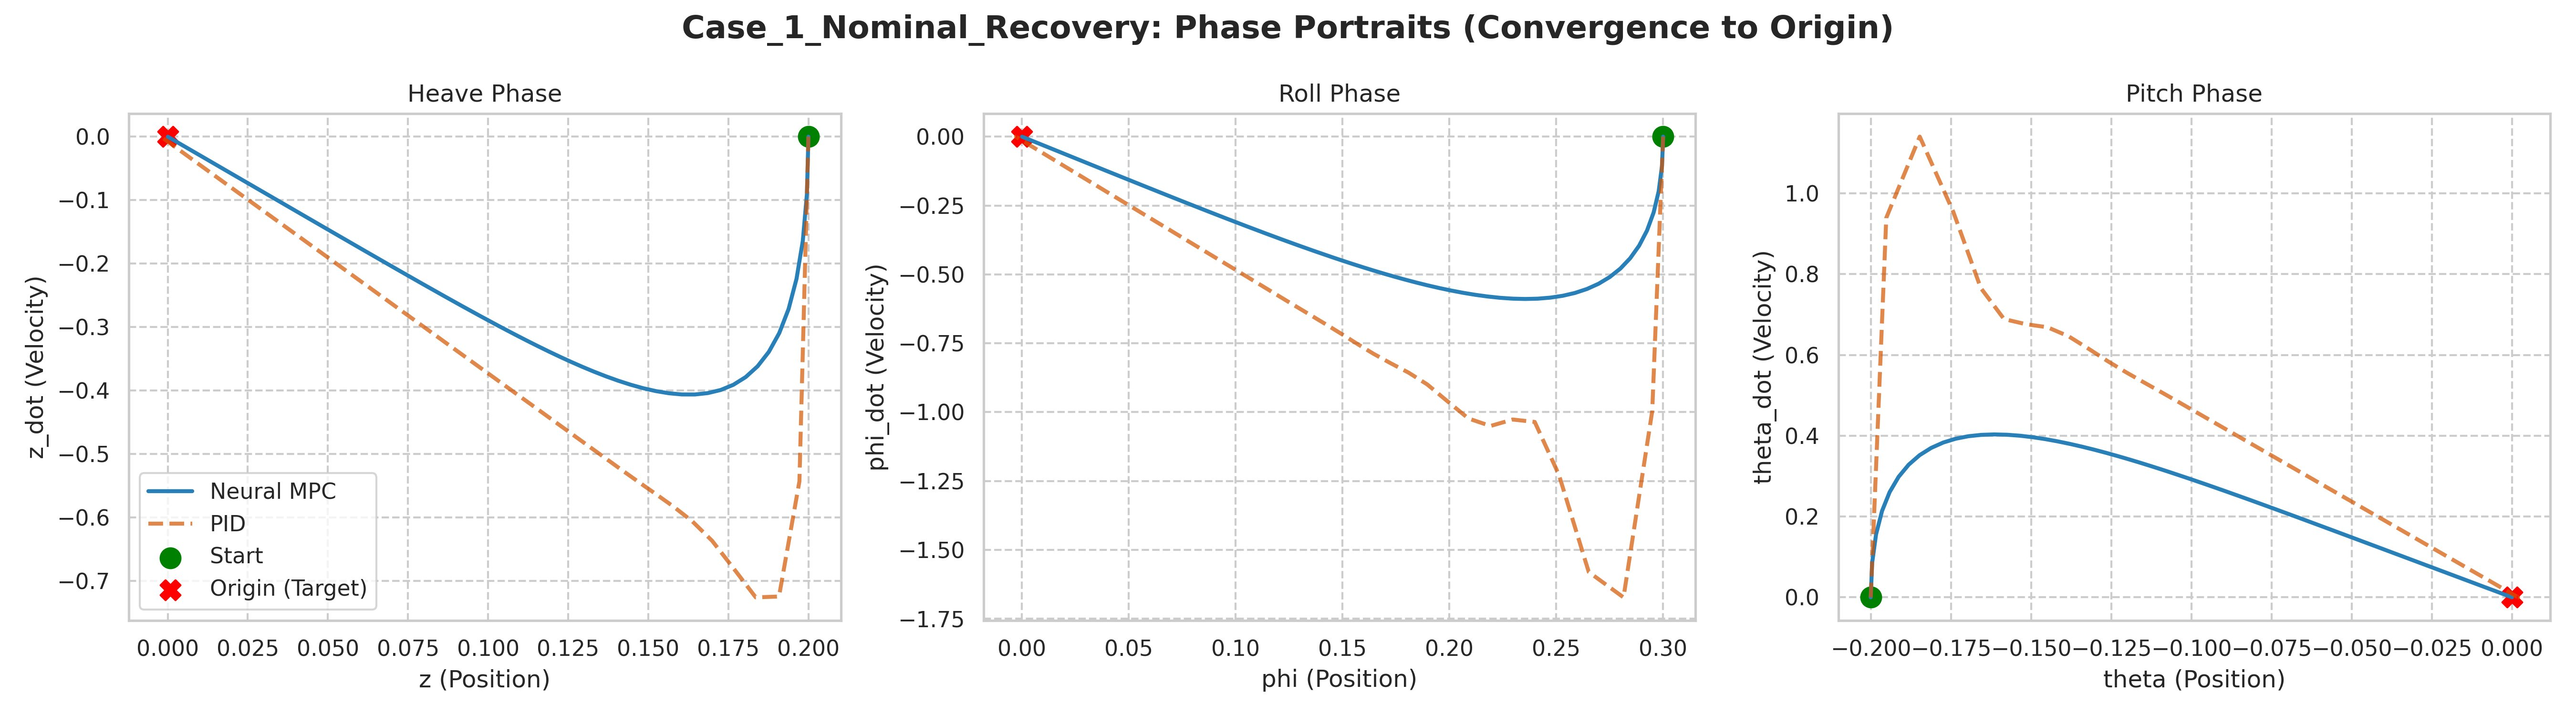 Case_1_Nominal_Recovery: Phase Portraits (Convergence to Origin)
Heave Phase
z_dot (Velocity)
0.0
−0.1
−0.2
−0.3
−0.4
−0.5
−0.6
−0.7
Neural MPC
PID
Start
Origin (Target)
0.000 0.025 0.050 0.075 0.100 0.125 0.150 0.175 0.200
z (Position)
Roll Phase
phi_dot (Velocity)
0.00
−0.25
−0.50
−0.75
−1.00
−1.25
−1.50
−1.75
0.00 0.05 0.10 0.15 0.20 0.25 0.30
phi (Position)
Pitch Phase
theta_dot (Velocity)
1.0
0.8
0.6
0.4
0.2
0.0
−0.200 −0.175 −0.150 −0.125 −0.100 −0.075 −0.050 −0.025 0.000
theta (Position)